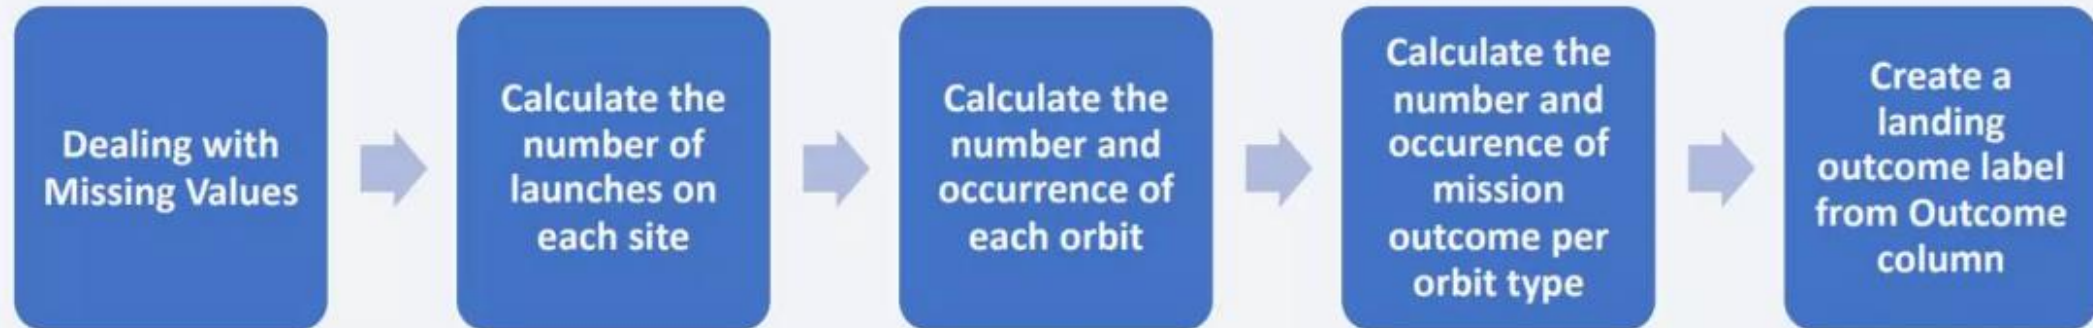 Dealing with
Missing Values
Calculate the
number of
launches on
each site
Calculate the
number and
occurrence of
each orbit
Calculate the
number and
occurence of
mission
outcome per
orbit type
Create a
landing
outcome label
from Outcome
column